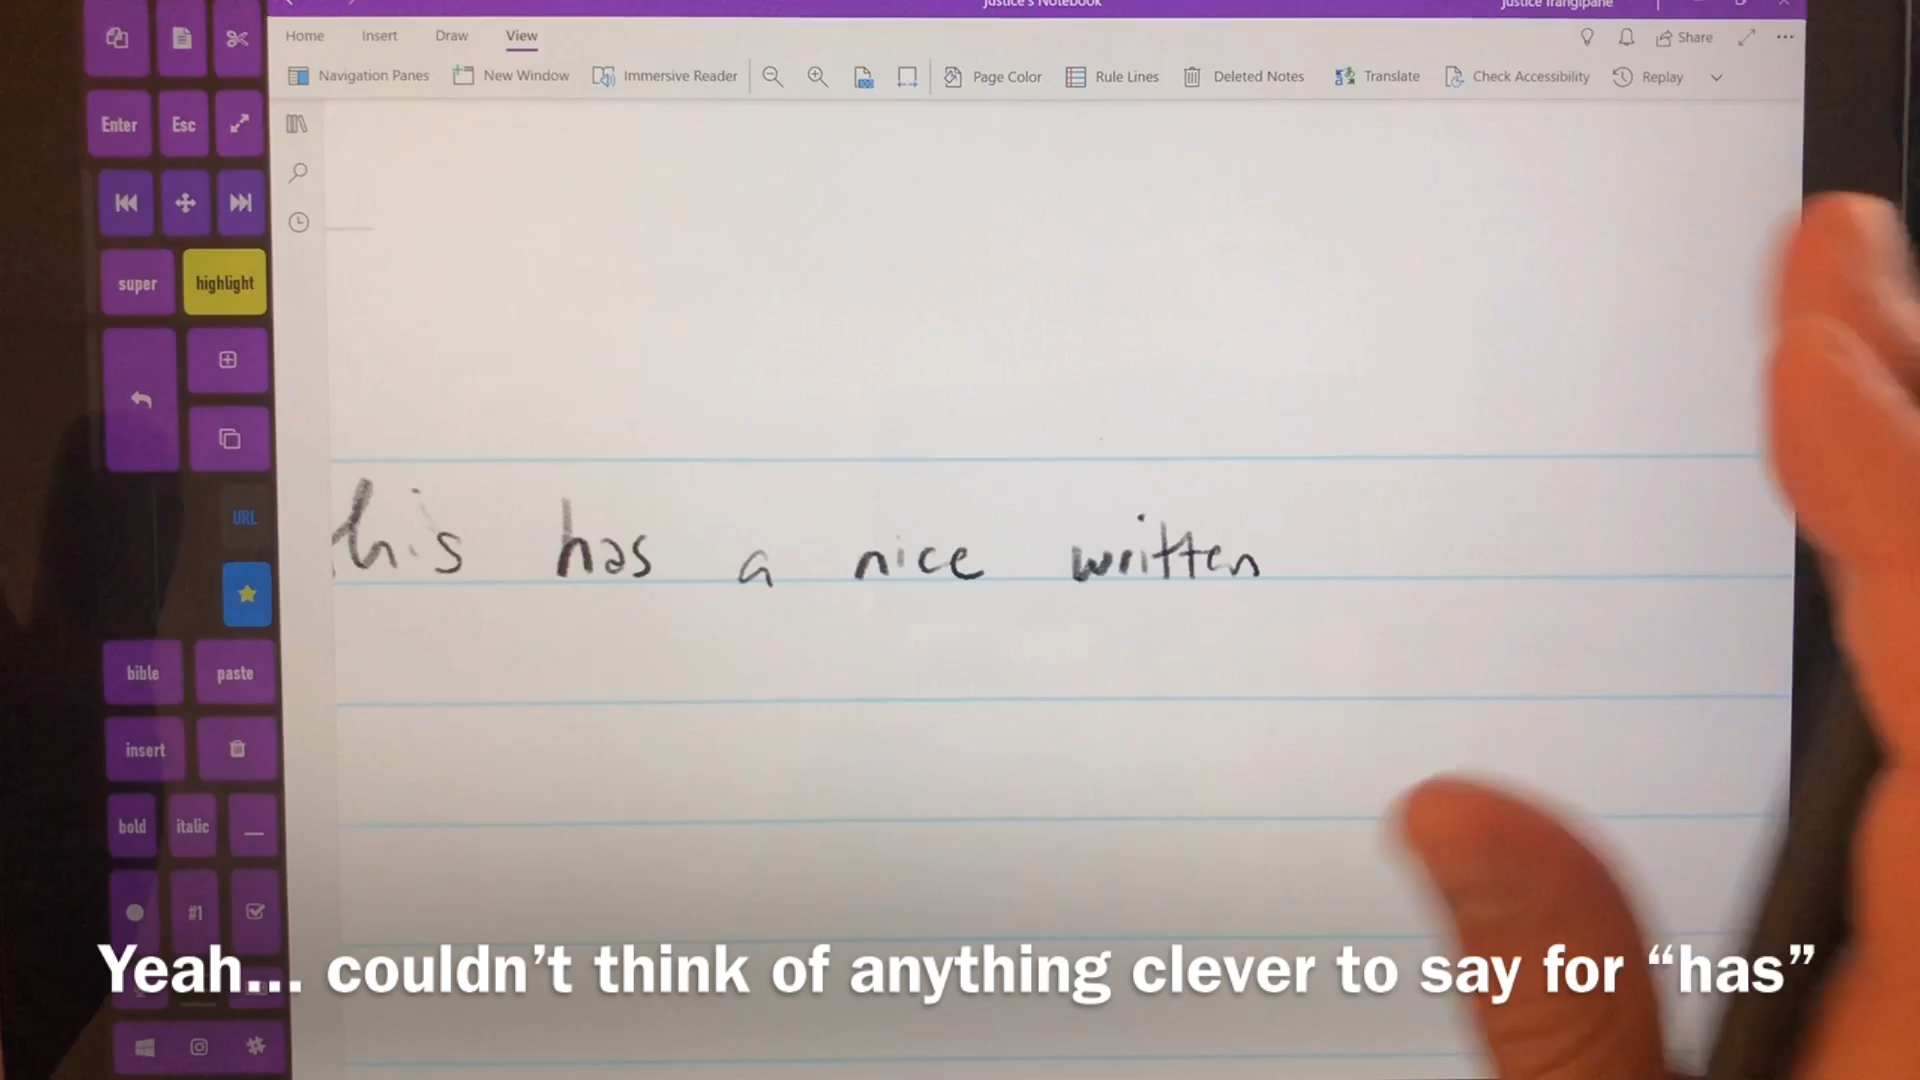 Justice's Notebook
Justice frangipane
Home Insert Draw View Share
Navigation Panes New Window Immersive Reader Page Color Rule Lines Deleted Notes Translate Check Accessibility Replay
Enter Esc
super highlight
URL
bible paste
insert
bold italic
#1
his has a nice written
Yeah... couldn't think of anything clever to say for “has”